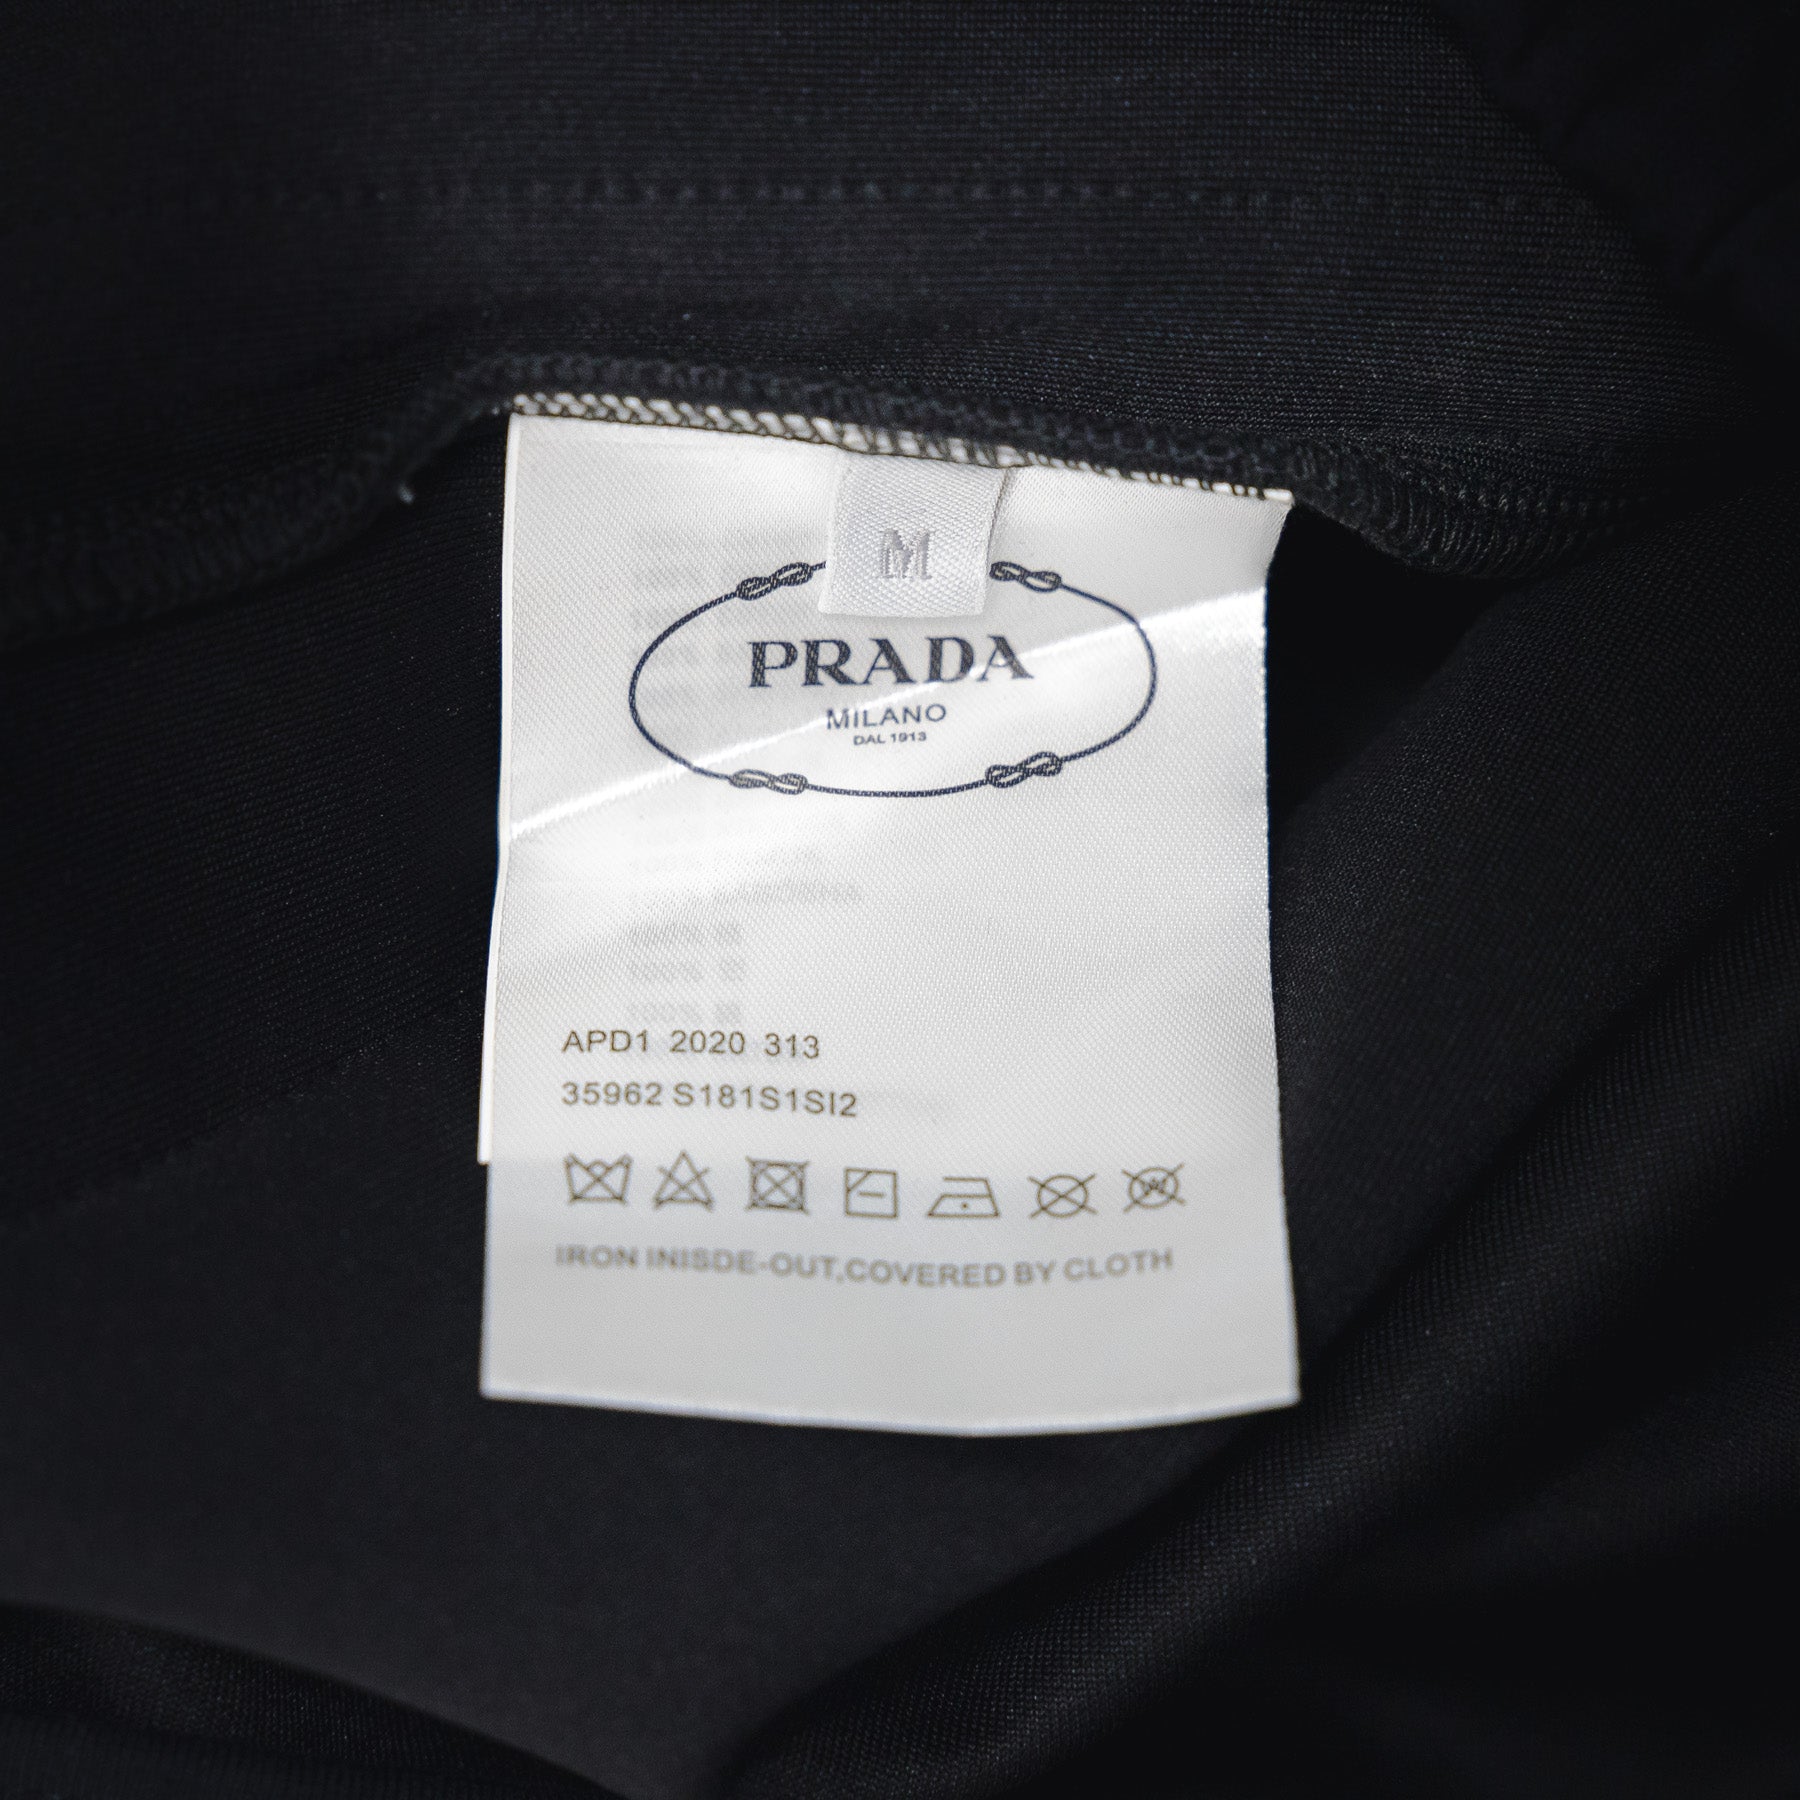 M
PRADA
MILANO
DAL 1913
APD1 2020 313
35962 S181S1SI2
IRON INISDE-OUT,COVERED BY CLOTH